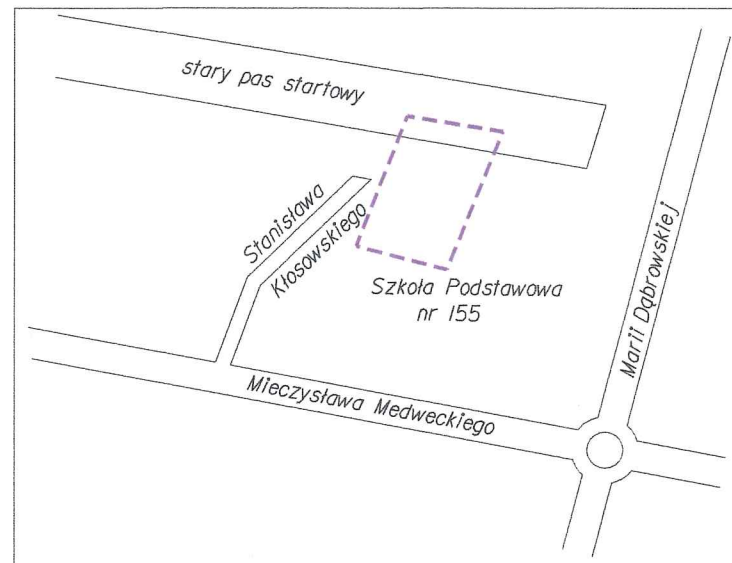 stary pas startowy
Stanisława
Kłosowskiego
Szkoła Podstawowa
nr 155
Marii Dąbrowskiej
Mieczysława Medweckiego